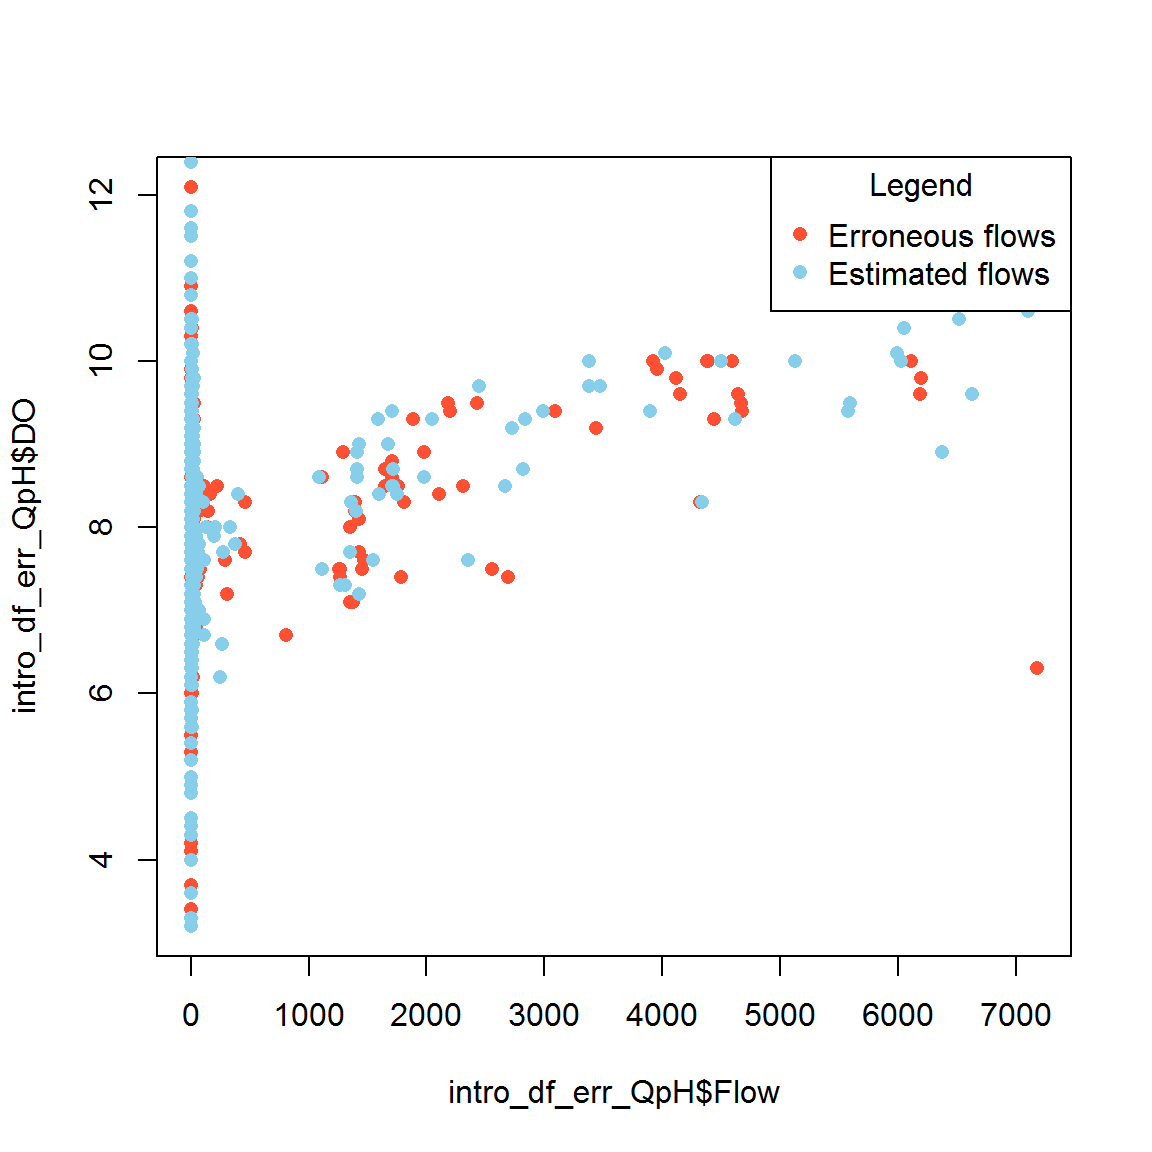 Legend
Erroneous flows
Estimated flows
intro_df_err_QpH$DO
12
10
8
6
4
0 1000 2000 3000 4000 5000 6000 7000
intro_df_err_QpH$Flow